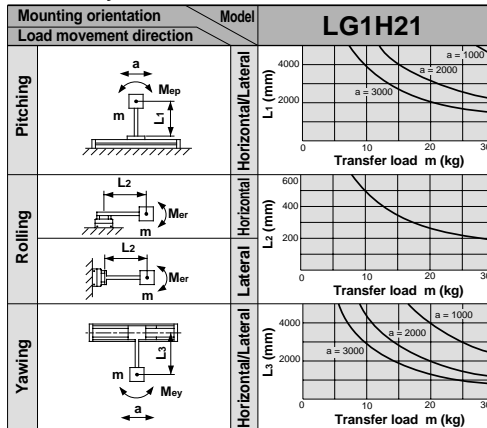 Mounting orientation Model
Load movement direction
LG1H21
Pitching
a
Mep
m
L1
Horizontal/Lateral
L1 (mm)
4000
2000
a = 1000
a = 2000
a = 3000
0 10 20 30
Transfer load m (kg)
Rolling
L2
Mer
m
Horizontal
L2
Mer
m
Lateral
L2 (mm)
600
400
200
0 10 20 30
Transfer load m (kg)
Yawing
L3
m
Mey
a
Horizontal/Lateral
L3 (mm)
4000
2000
a = 1000
a = 2000
a = 3000
0 10 20 30
Transfer load m (kg)